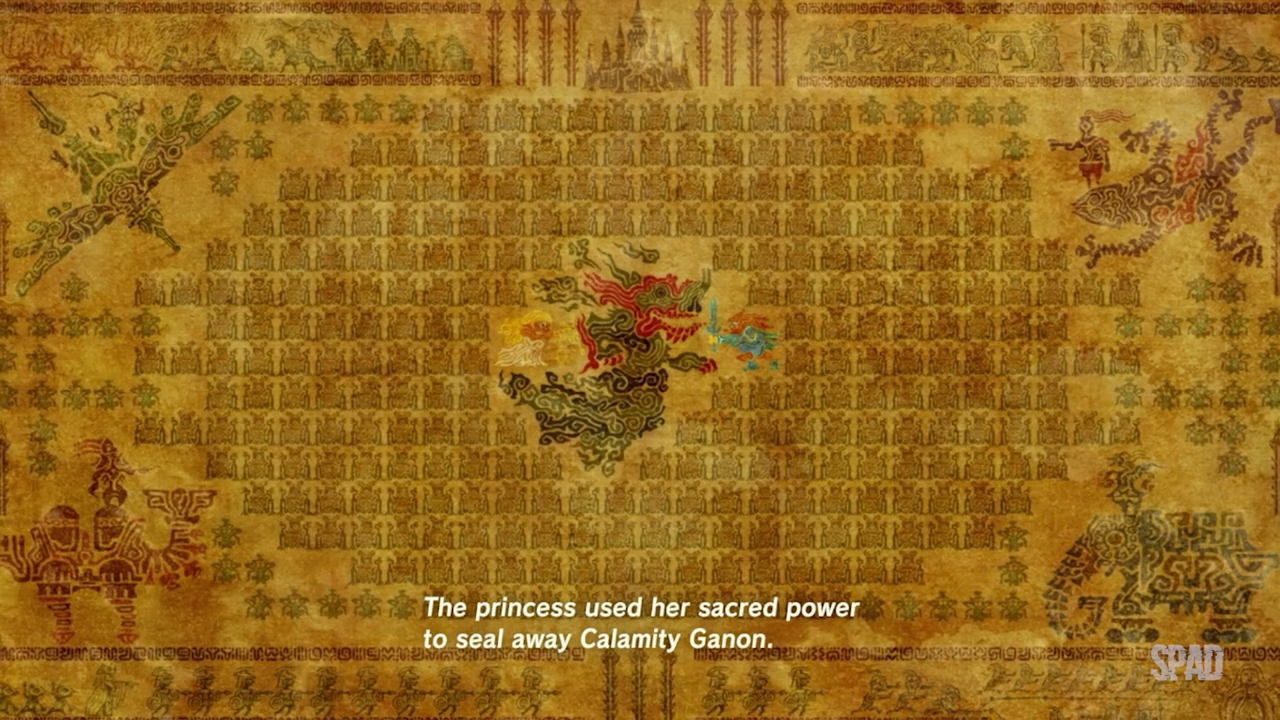 The princess used her sacred power
to seal away Calamity Ganon.
SPAD